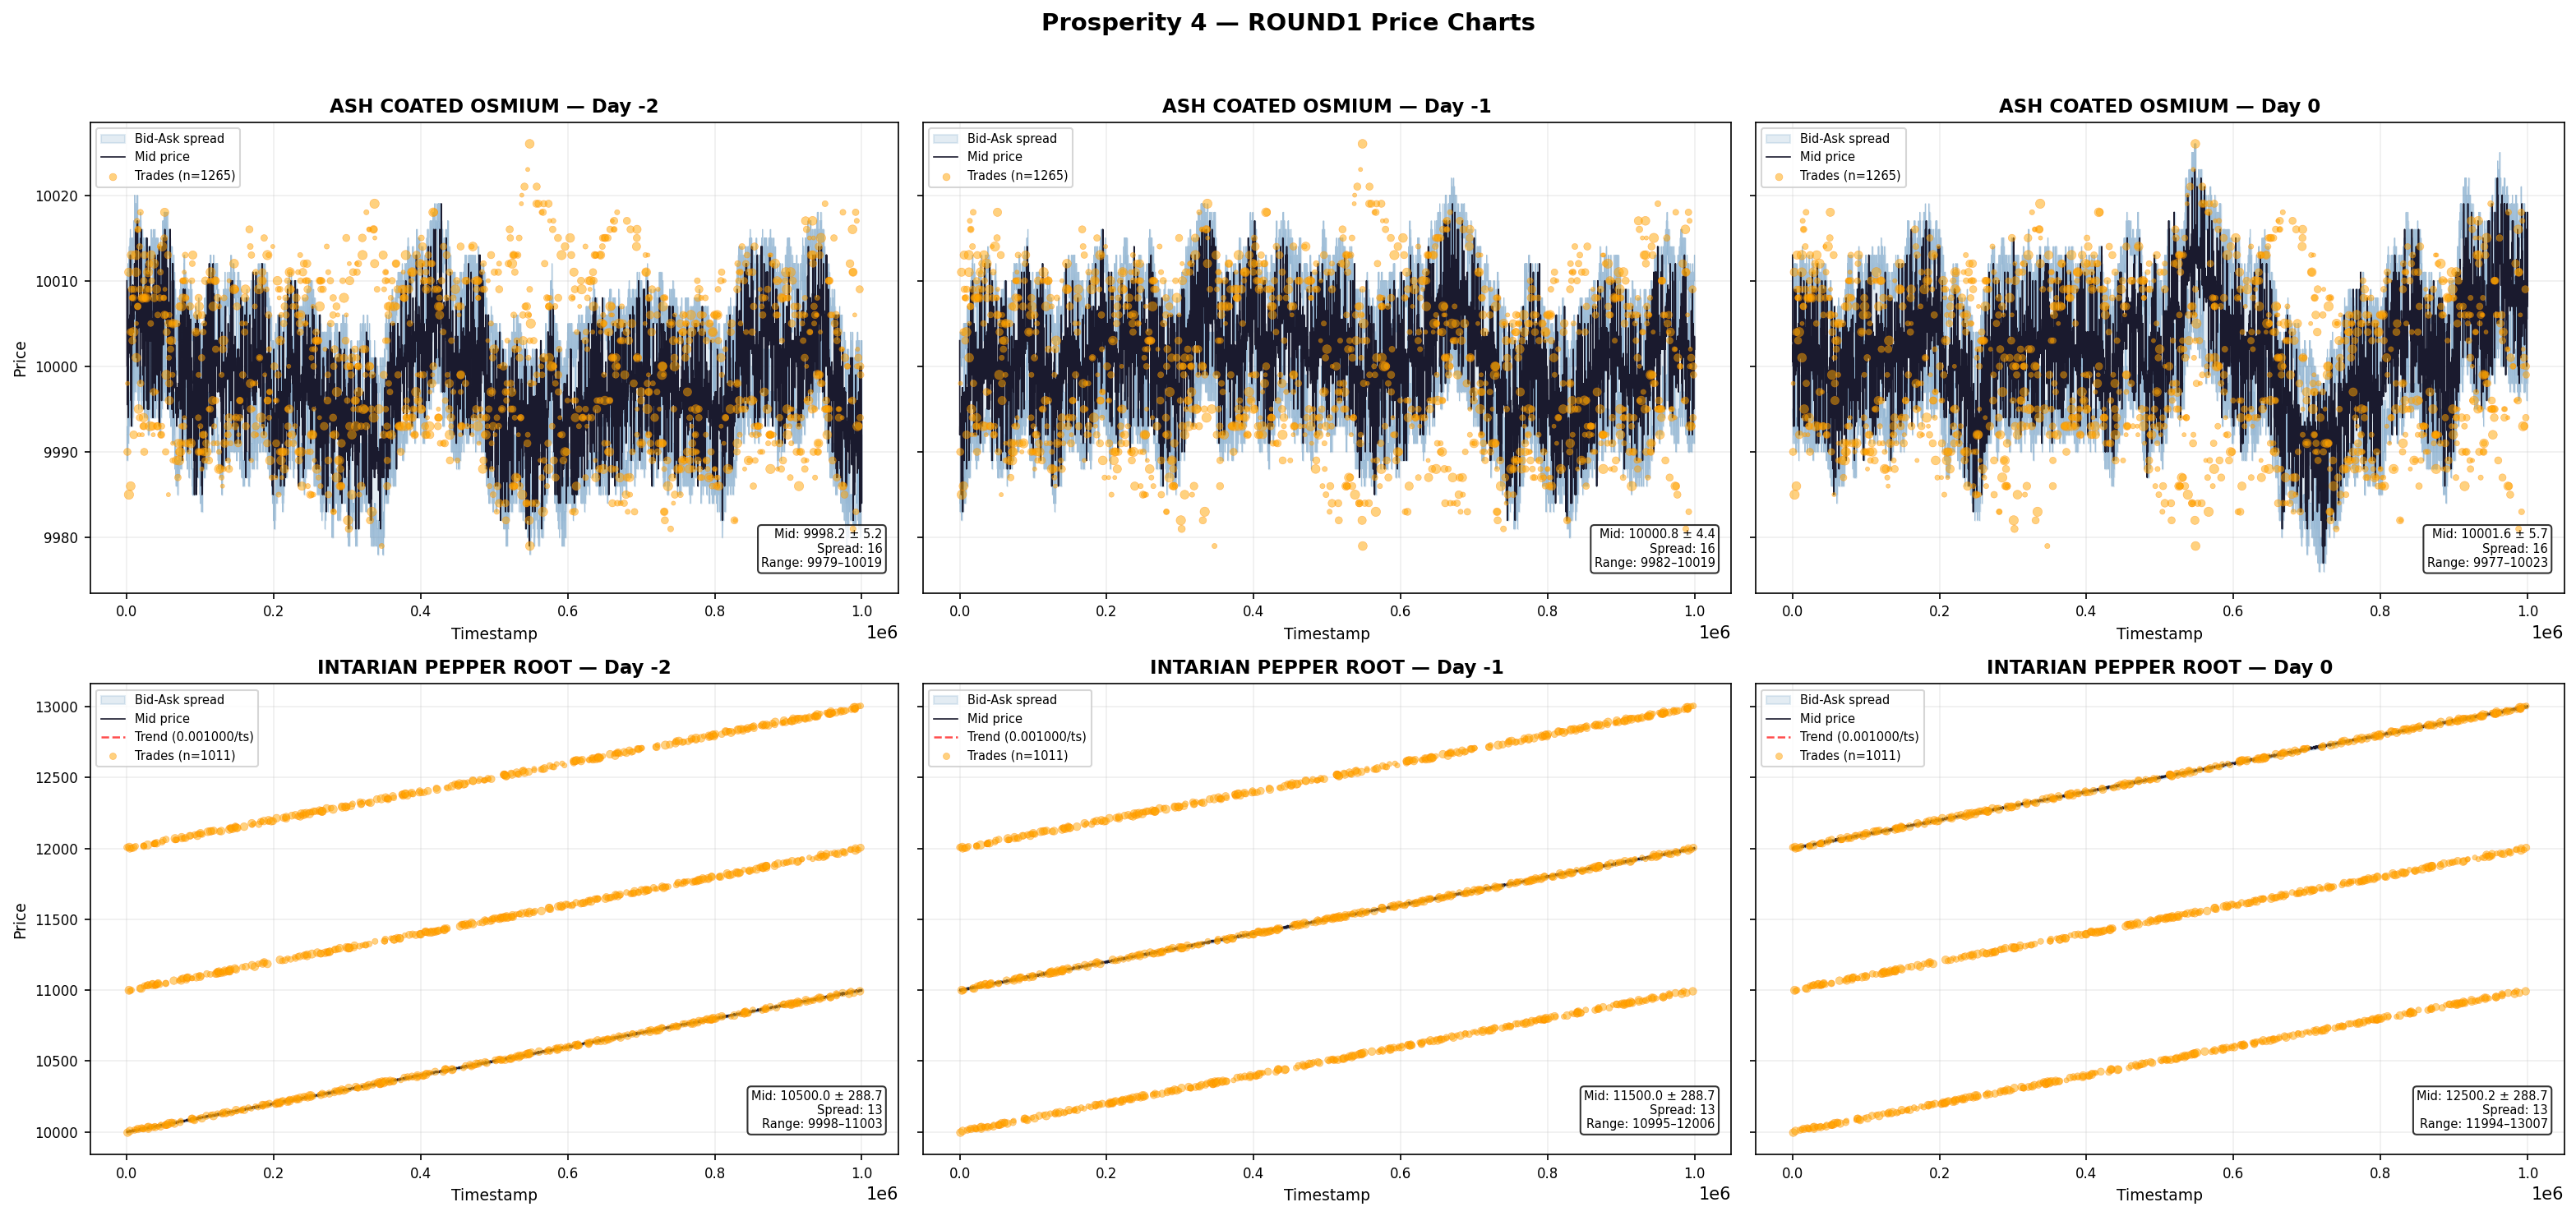 Prosperity 4 — ROUND1 Price Charts
ASH COATED OSMIUM — Day -2
Bid-Ask spread
Mid price
Trades (n=1265)
Price
10020
10010
10000
9990
9980
Mid: 9998.2 ± 5.2
Spread: 16
Range: 9979–10019
0.0 0.2 0.4 0.6 0.8 1.0
Timestamp
1e6
ASH COATED OSMIUM — Day -1
Bid-Ask spread
Mid price
Trades (n=1265)
Mid: 10000.8 ± 4.4
Spread: 16
Range: 9982–10019
0.0 0.2 0.4 0.6 0.8 1.0
Timestamp
1e6
ASH COATED OSMIUM — Day 0
Bid-Ask spread
Mid price
Trades (n=1265)
Mid: 10001.6 ± 5.7
Spread: 16
Range: 9977–10023
0.0 0.2 0.4 0.6 0.8 1.0
Timestamp
1e6
INTARIAN PEPPER ROOT — Day -2
Bid-Ask spread
Mid price
Trend (0.001000/ts)
Trades (n=1011)
Price
13000
12500
12000
11500
11000
10500
10000
Mid: 10500.0 ± 288.7
Spread: 13
Range: 9998–11003
0.0 0.2 0.4 0.6 0.8 1.0
Timestamp
1e6
INTARIAN PEPPER ROOT — Day -1
Bid-Ask spread
Mid price
Trend (0.001000/ts)
Trades (n=1011)
Mid: 11500.0 ± 288.7
Spread: 13
Range: 10995–12006
0.0 0.2 0.4 0.6 0.8 1.0
Timestamp
1e6
INTARIAN PEPPER ROOT — Day 0
Bid-Ask spread
Mid price
Trend (0.001000/ts)
Trades (n=1011)
Mid: 12500.2 ± 288.7
Spread: 13
Range: 11994–13007
0.0 0.2 0.4 0.6 0.8 1.0
Timestamp
1e6